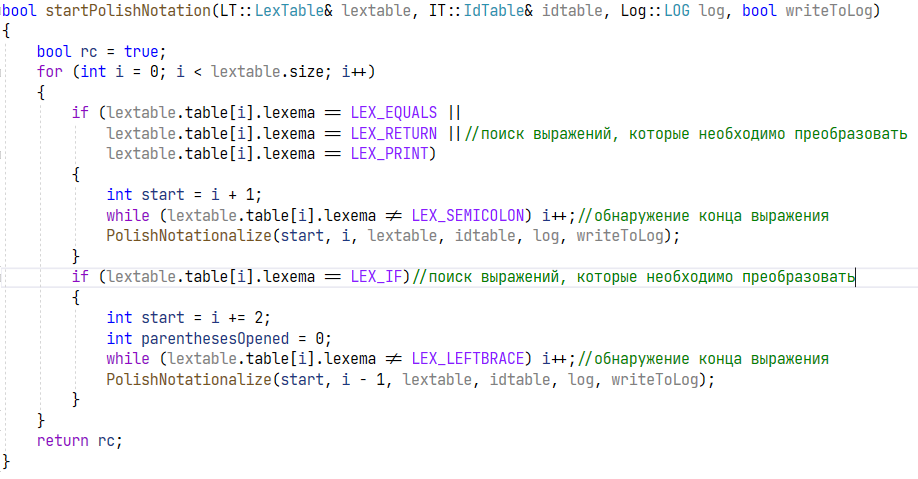 bool startPolishNotation(LT::LexTable& lextable, IT::IdTable& idtable, Log::LOG log, bool writeToLog)
{
    bool rc = true;
    for (int i = 0; i < lextable.size; i++)
    {
        if (lextable.table[i].lexema == LEX_EQUALS ||
            lextable.table[i].lexema == LEX_RETURN ||//поиск выражений, которые необходимо преобразовать
            lextable.table[i].lexema == LEX_PRINT)
        {
            int start = i + 1;
            while (lextable.table[i].lexema != LEX_SEMICOLON) i++;//обнаружение конца выражения
            PolishNotationalize(start, i, lextable, idtable, log, writeToLog);
        }
        if (lextable.table[i].lexema == LEX_IF)//поиск выражений, которые необходимо преобразовать
        {
            int start = i += 2;
            int parenthesesOpened = 0;
            while (lextable.table[i].lexema != LEX_LEFTBRACE) i++;//обнаружение конца выражения
            PolishNotationalize(start, i - 1, lextable, idtable, log, writeToLog);
        }
    }
    return rc;
}